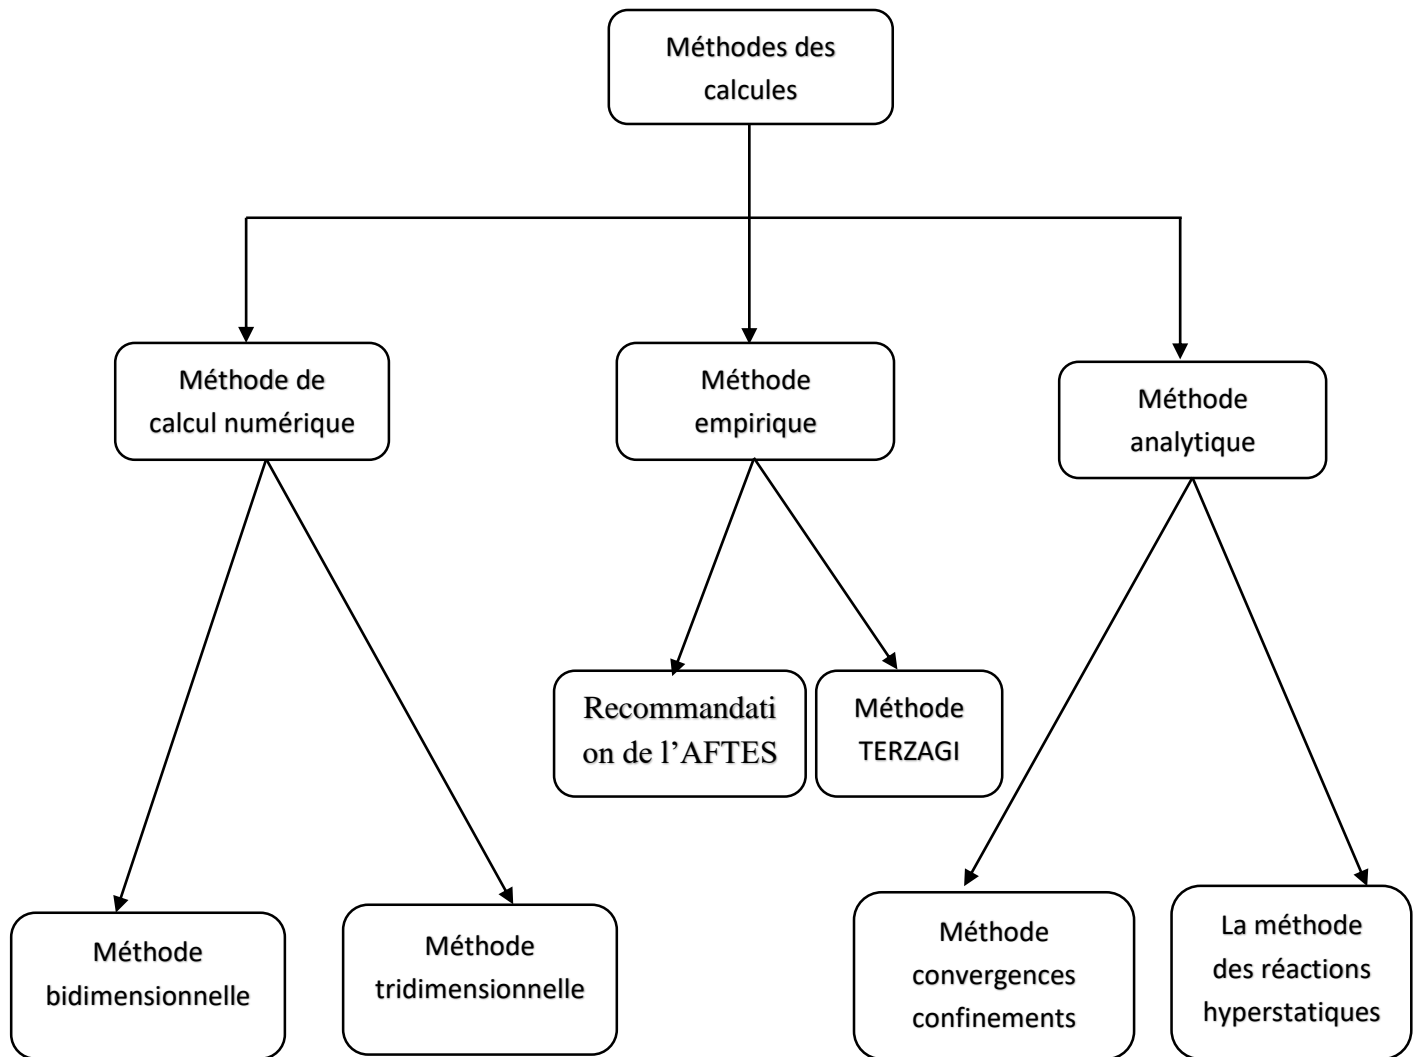 Méthodes des
calcules
Méthode de
calcul numérique
Méthode
empirique
Méthode
analytique
Recommandati
on de l’AFTES
Méthode
TERZAGI
Méthode
bidimensionnelle
Méthode
tridimensionnelle
Méthode
convergences
confinements
La méthode
des réactions
hyperstatiques